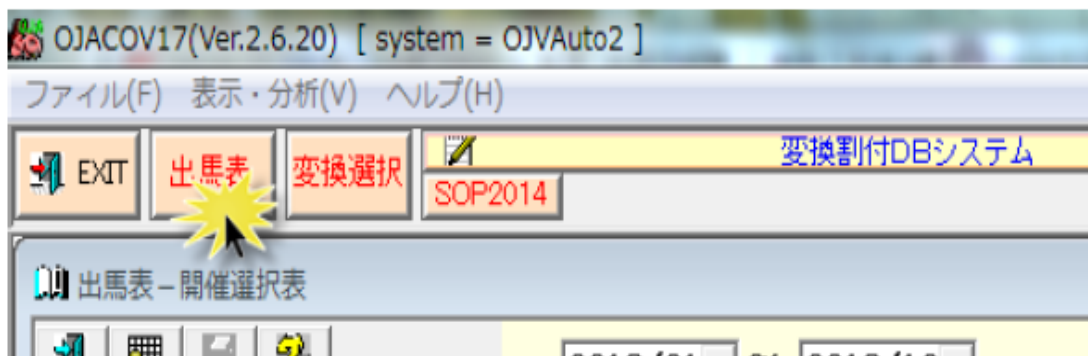 OJACOV17(Ver.2.6.20) [ system = OJVAuto2 ]
ファイル(F) 表示・分析(V) ヘルプ(H)
EXIT 出馬表 変換選択 変換割付DBシステム
SOP2014
出馬表－開催選択表